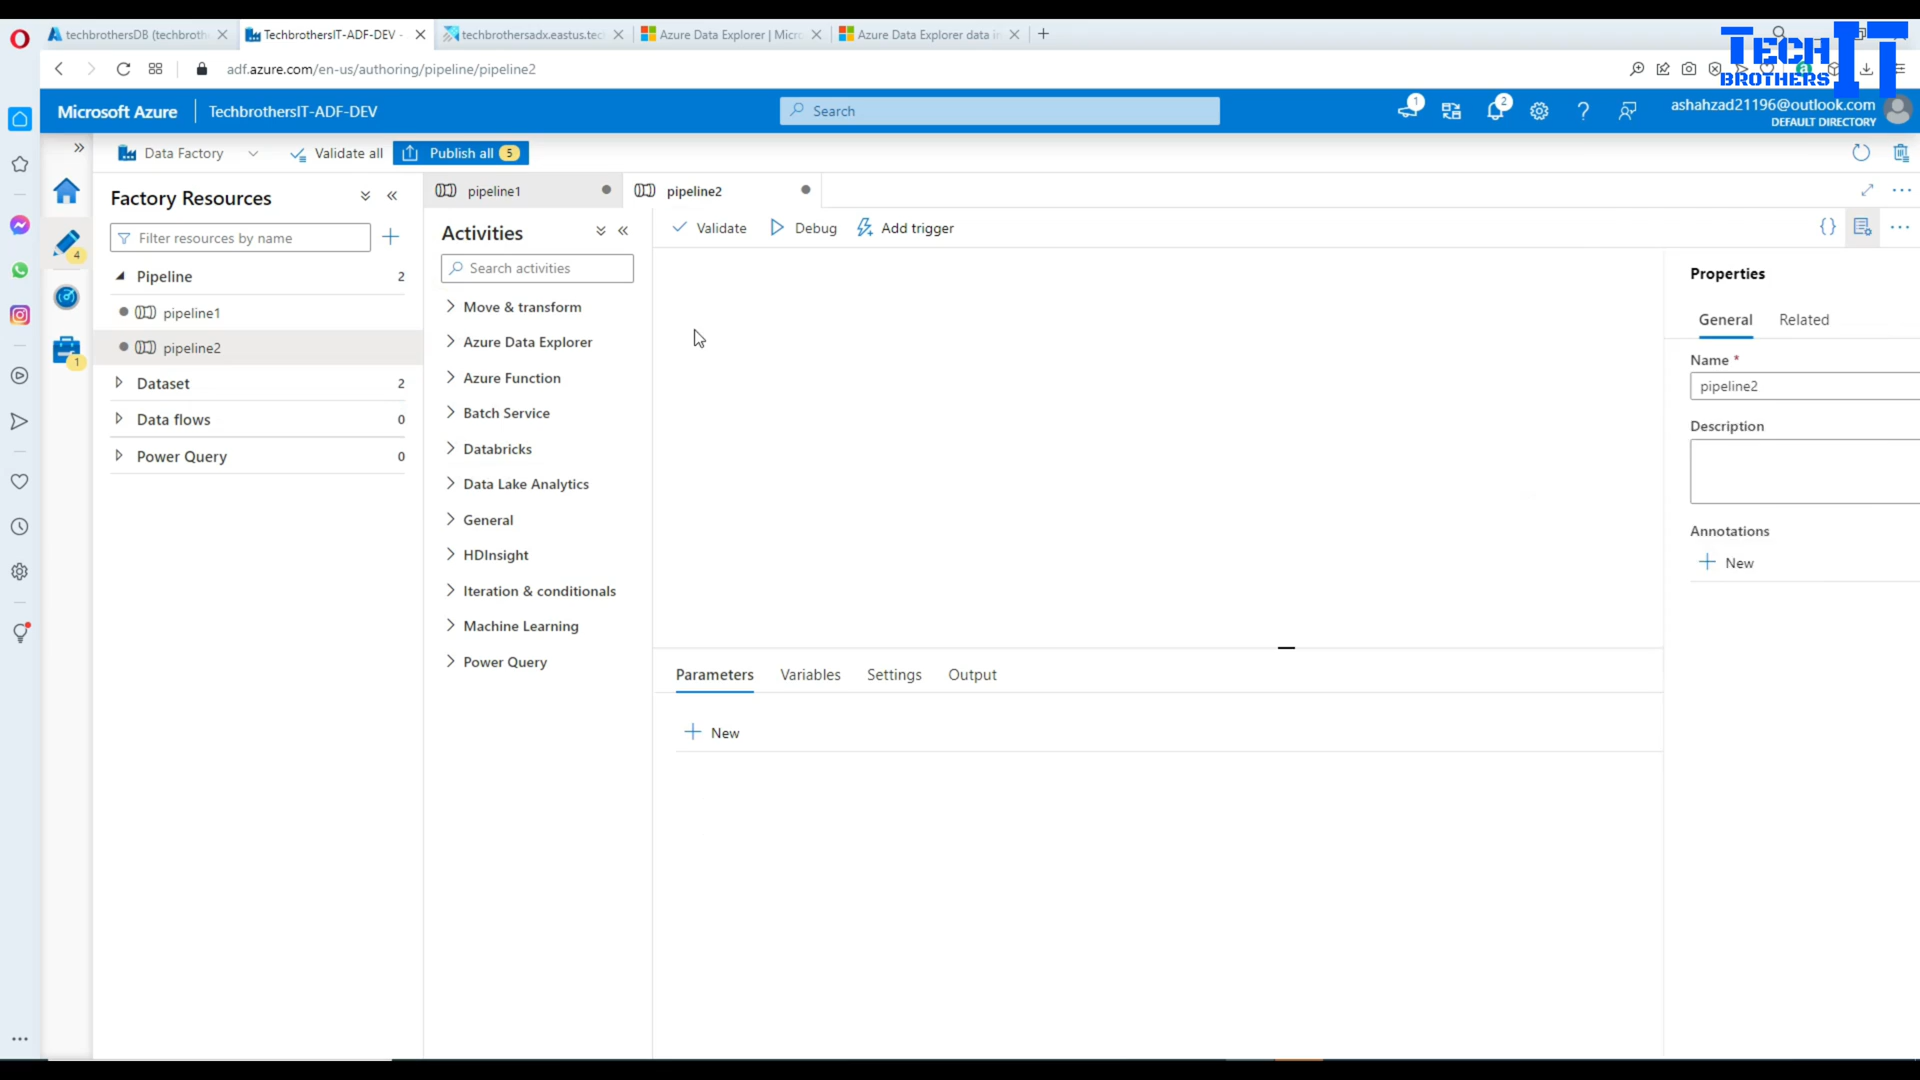 techbrothersDB (techbroth
TechbrothersIT-ADF-DEV -
techbrothersadx.eastus.tec
Azure Data Explorer | Micr
Azure Data Explorer data in
adf.azure.com/en-us/authoring/pipeline/pipeline2
TECH
BROTHERS
IT
Microsoft Azure
TechbrothersIT-ADF-DEV
Search
1
2
ashahzad21196@outlook.com
DEFAULT DIRECTORY
Data Factory
Validate all
Publish all
5
Factory Resources
Filter resources by name
Pipeline
2
pipeline1
pipeline2
Dataset
2
Data flows
0
Power Query
0
4
1
pipeline1
pipeline2
Activities
Search activities
Move & transform
Azure Data Explorer
Azure Function
Batch Service
Databricks
Data Lake Analytics
General
HDInsight
Iteration & conditionals
Machine Learning
Power Query
Validate
Debug
Add trigger
Parameters
Variables
Settings
Output
New
Properties
General
Related
Name *
pipeline2
Description
Annotations
New